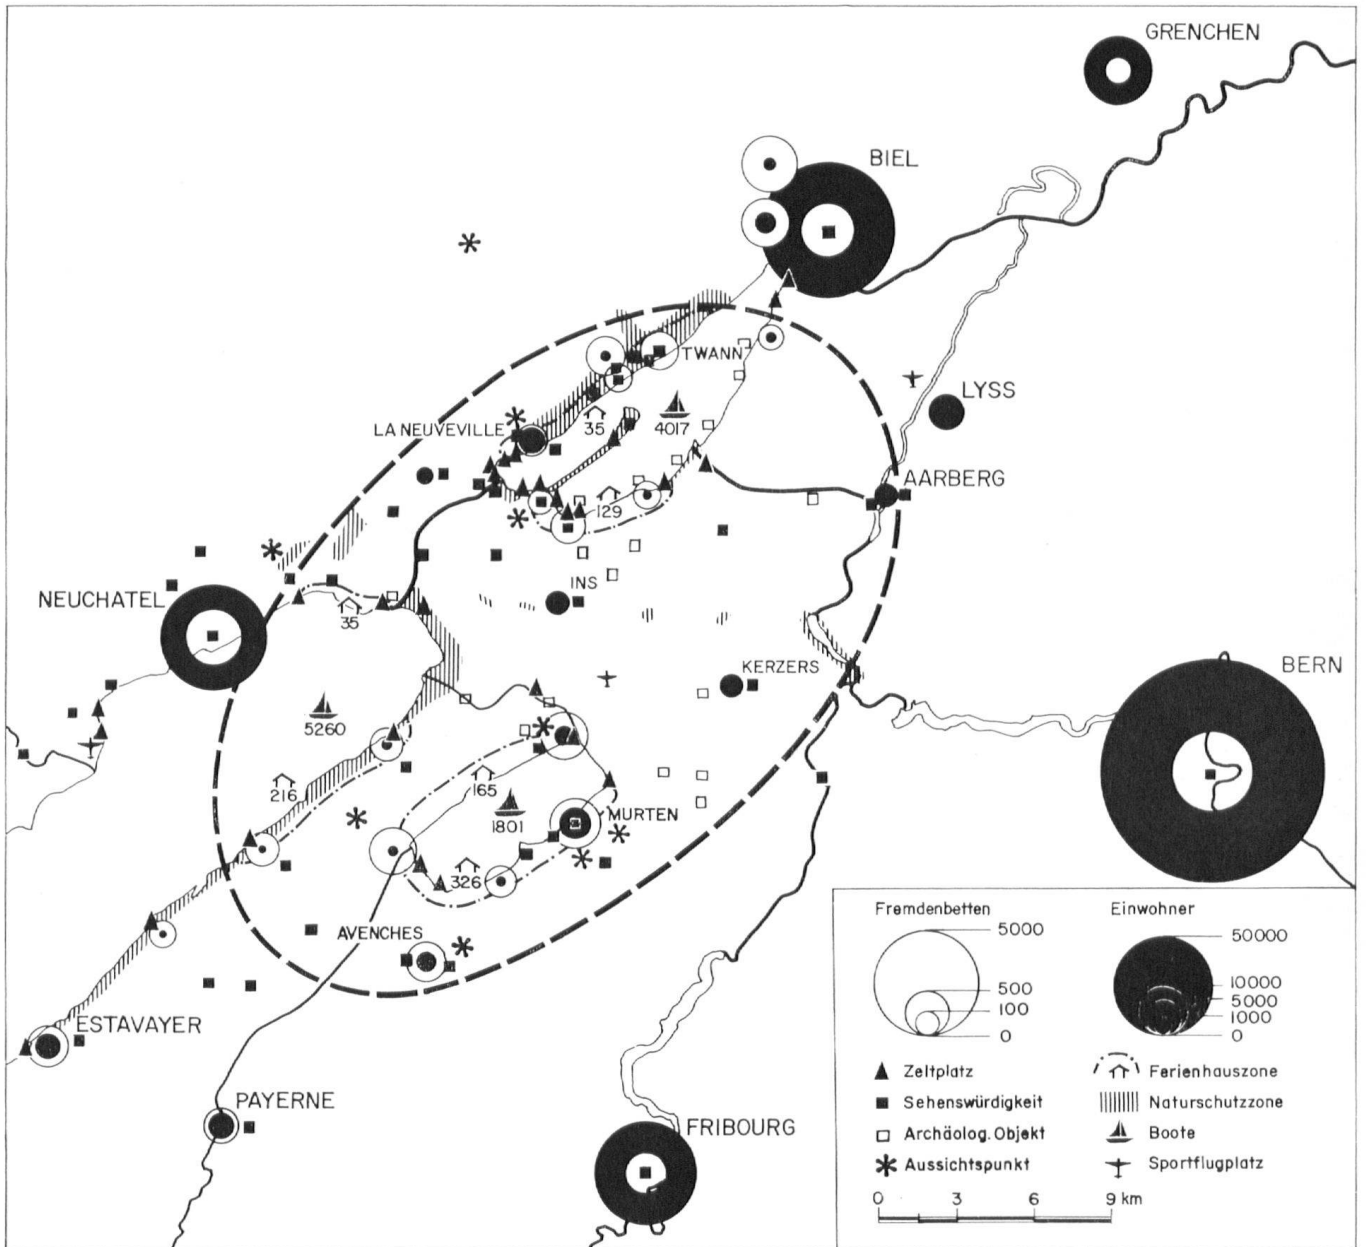 GRENCHEN
BIEL
TWANN
LYSS
LA NEUVEVILLE
35
4017
AARBERG
129
INS
NEUCHATEL
35
KERZERS
BERN
5260
165
216
1801
MURTEN
326
AVENCHES
ESTAVAYER
PAYERNE
FRIBOURG
Fremdenbetten
5000
500
100
0
Einwohner
50000
10000
5000
1000
0
Zeltplatz
Sehenswürdigkeit
Archäolog. Objekt
Aussichtspunkt
Ferienhauszone
Naturschutzzone
Boote
Sportflugplatz
0 3 6 9 km